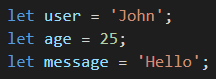 let user = 'John';
let age = 25;
let message = 'Hello';